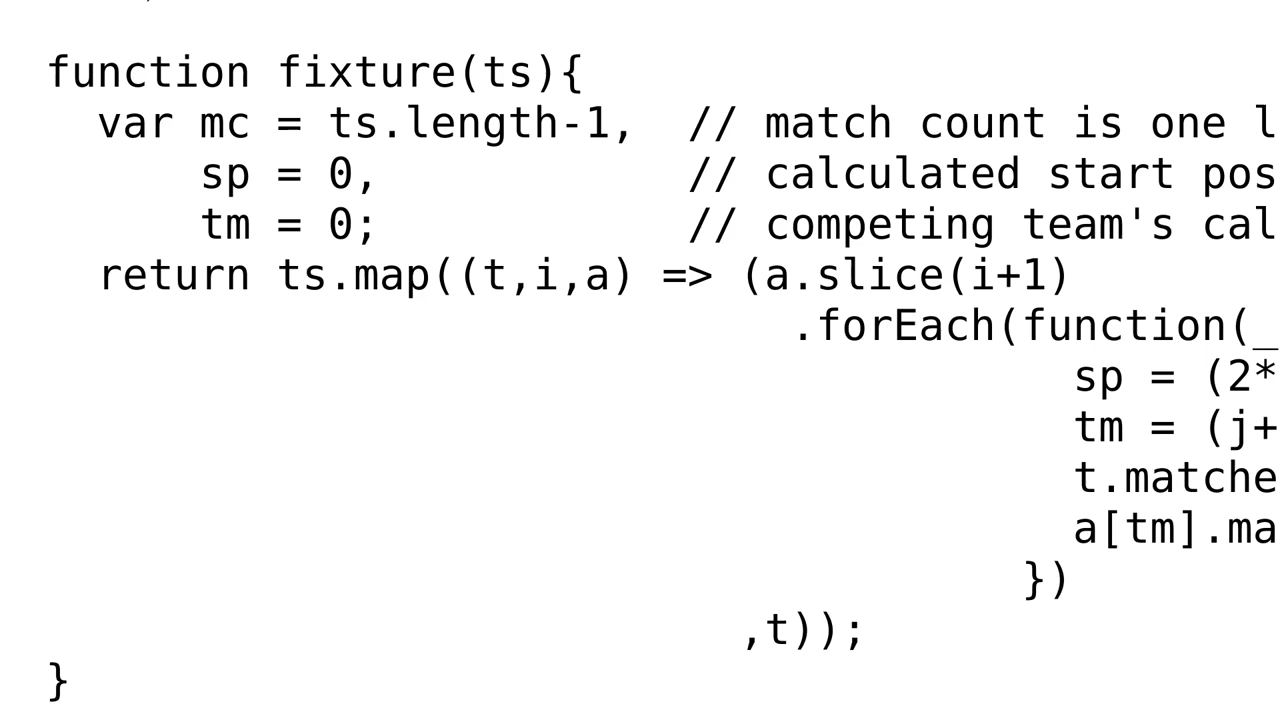 function fixture(ts){
  var mc = ts.length-1,  // match count is one l
      sp = 0,            // calculated start pos
      tm = 0;            // competing team's cal
  return ts.map((t,i,a) => (a.slice(i+1)
                             .forEach(function(_
                                        sp = (2*
                                        tm = (j+
                                        t.matche
                                        a[tm].ma
                                      })
                           ,t));
}